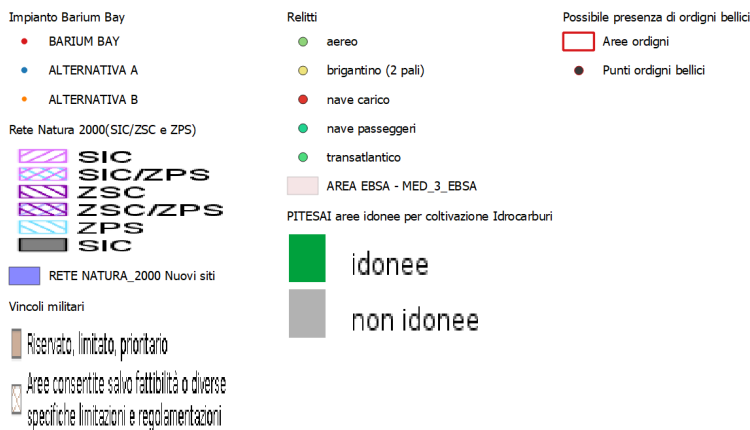 Impianto Barium Bay
BARIUM BAY
ALTERNATIVA A
ALTERNATIVA B
Rete Natura 2000(SIC/ZSC e ZPS)
SIC
SIC/ZPS
ZSC
ZSC/ZPS
ZPS
SIC
RETE NATURA_2000 Nuovi siti
Vincoli militari
Riservato, limitato, prioritario
Aree consentite salvo fattibilità o diverse
specifiche limitazioni e regolamentazioni
Relitti
aereo
brigantino (2 pali)
nave carico
nave passeggeri
transatlantico
AREA EBSA - MED_3_EBSA
PITESAI aree idonee per coltivazione Idrocarburi
idonee
non idonee
Possibile presenza di ordigni bellici
Aree ordigni
Punti ordigni bellici